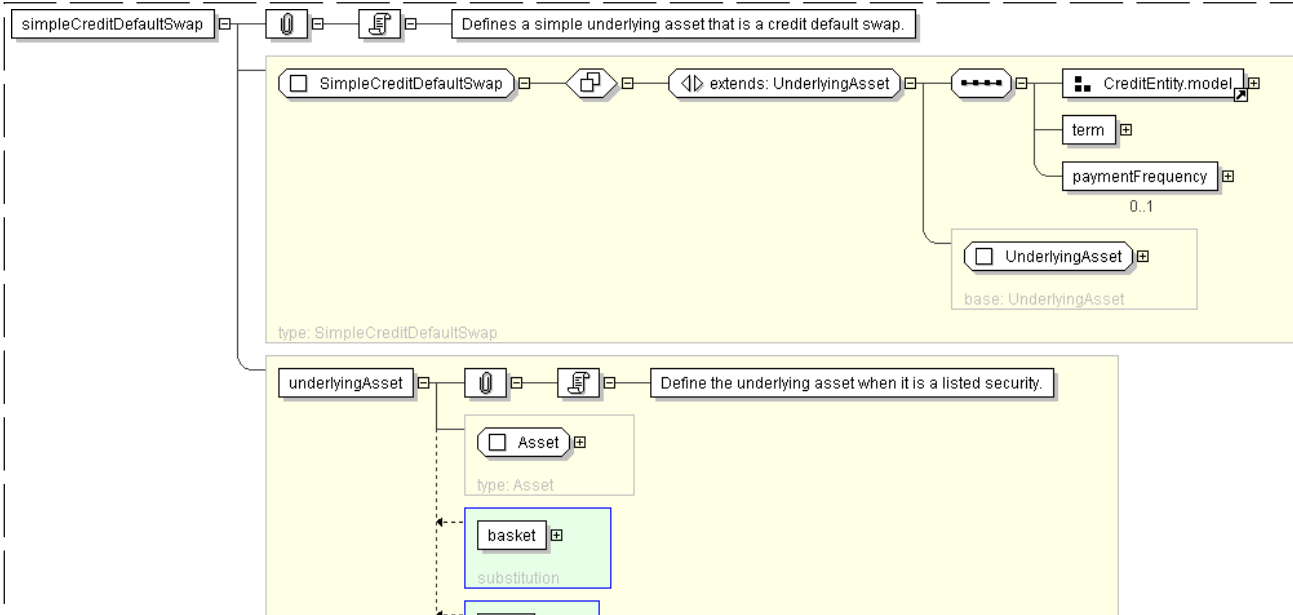 simpleCreditDefaultSwap
Defines a simple underlying asset that is a credit default swap.
SimpleCreditDefaultSwap
extends: UnderlyingAsset
CreditEntity.model
term
paymentFrequency
0..1
UnderlyingAsset
base: UnderlyingAsset
type: SimpleCreditDefaultSwap
underlyingAsset
Define the underlying asset when it is a listed security.
Asset
type: Asset
basket
substitution